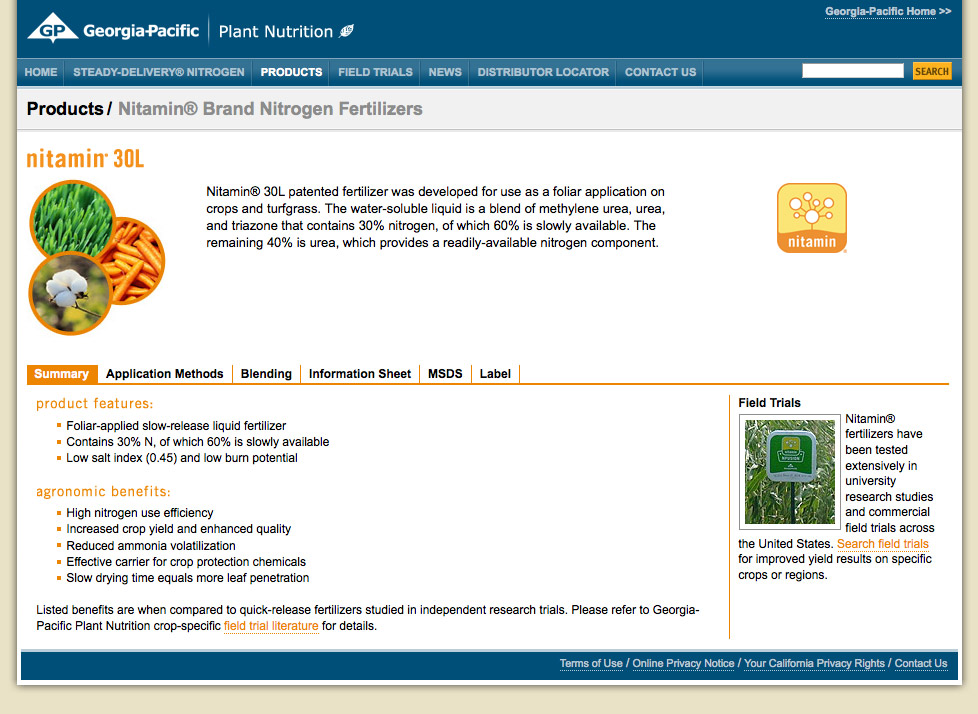 Georgia-Pacific Home >>
GP Georgia-Pacific Plant Nutrition
HOME STEADY-DELIVERY® NITROGEN PRODUCTS FIELD TRIALS NEWS DISTRIBUTOR LOCATOR CONTACT US SEARCH
Products / Nitamin® Brand Nitrogen Fertilizers
nitamin® 30L
Nitamin® 30L patented fertilizer was developed for use as a foliar application on
crops and turfgrass. The water-soluble liquid is a blend of methylene urea, urea,
and triazone that contains 30% nitrogen, of which 60% is slowly available. The
remaining 40% is urea, which provides a readily-available nitrogen component.
nitamin®
Summary Application Methods Blending Information Sheet MSDS Label
product features:
Foliar-applied slow-release liquid fertilizer
Contains 30% N, of which 60% is slowly available
Low salt index (0.45) and low burn potential
agronomic benefits:
High nitrogen use efficiency
Increased crop yield and enhanced quality
Reduced ammonia volatilization
Effective carrier for crop protection chemicals
Slow drying time equals more leaf penetration
Listed benefits are when compared to quick-release fertilizers studied in independent research trials. Please refer to Georgia-
Pacific Plant Nutrition crop-specific field trial literature for details.
Field Trials
Nitamin®
fertilizers have
been tested
extensively in
university
research studies
and commercial
field trials across
the United States. Search field trials
for improved yield results on specific
crops or regions.
Terms of Use / Online Privacy Notice / Your California Privacy Rights / Contact Us